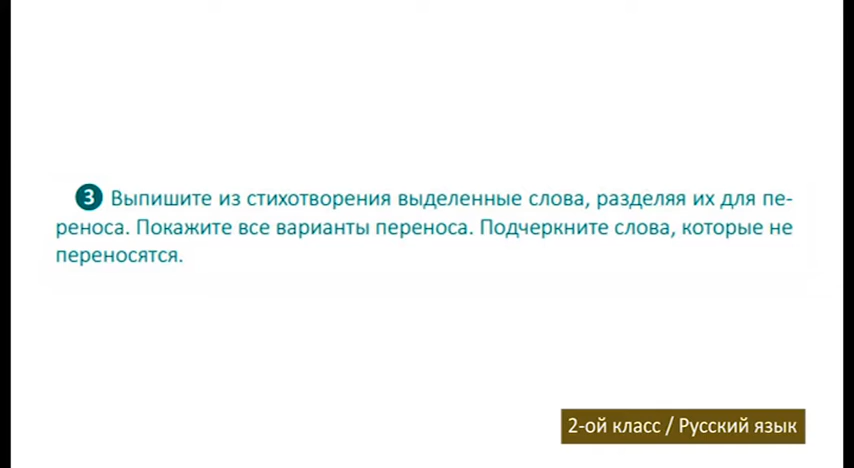 3 Выпишите из стихотворения выделенные слова, разделяя их для пе-
реноса. Покажите все варианты переноса. Подчеркните слова, которые не
переносятся.
2-ой класс / Русский язык